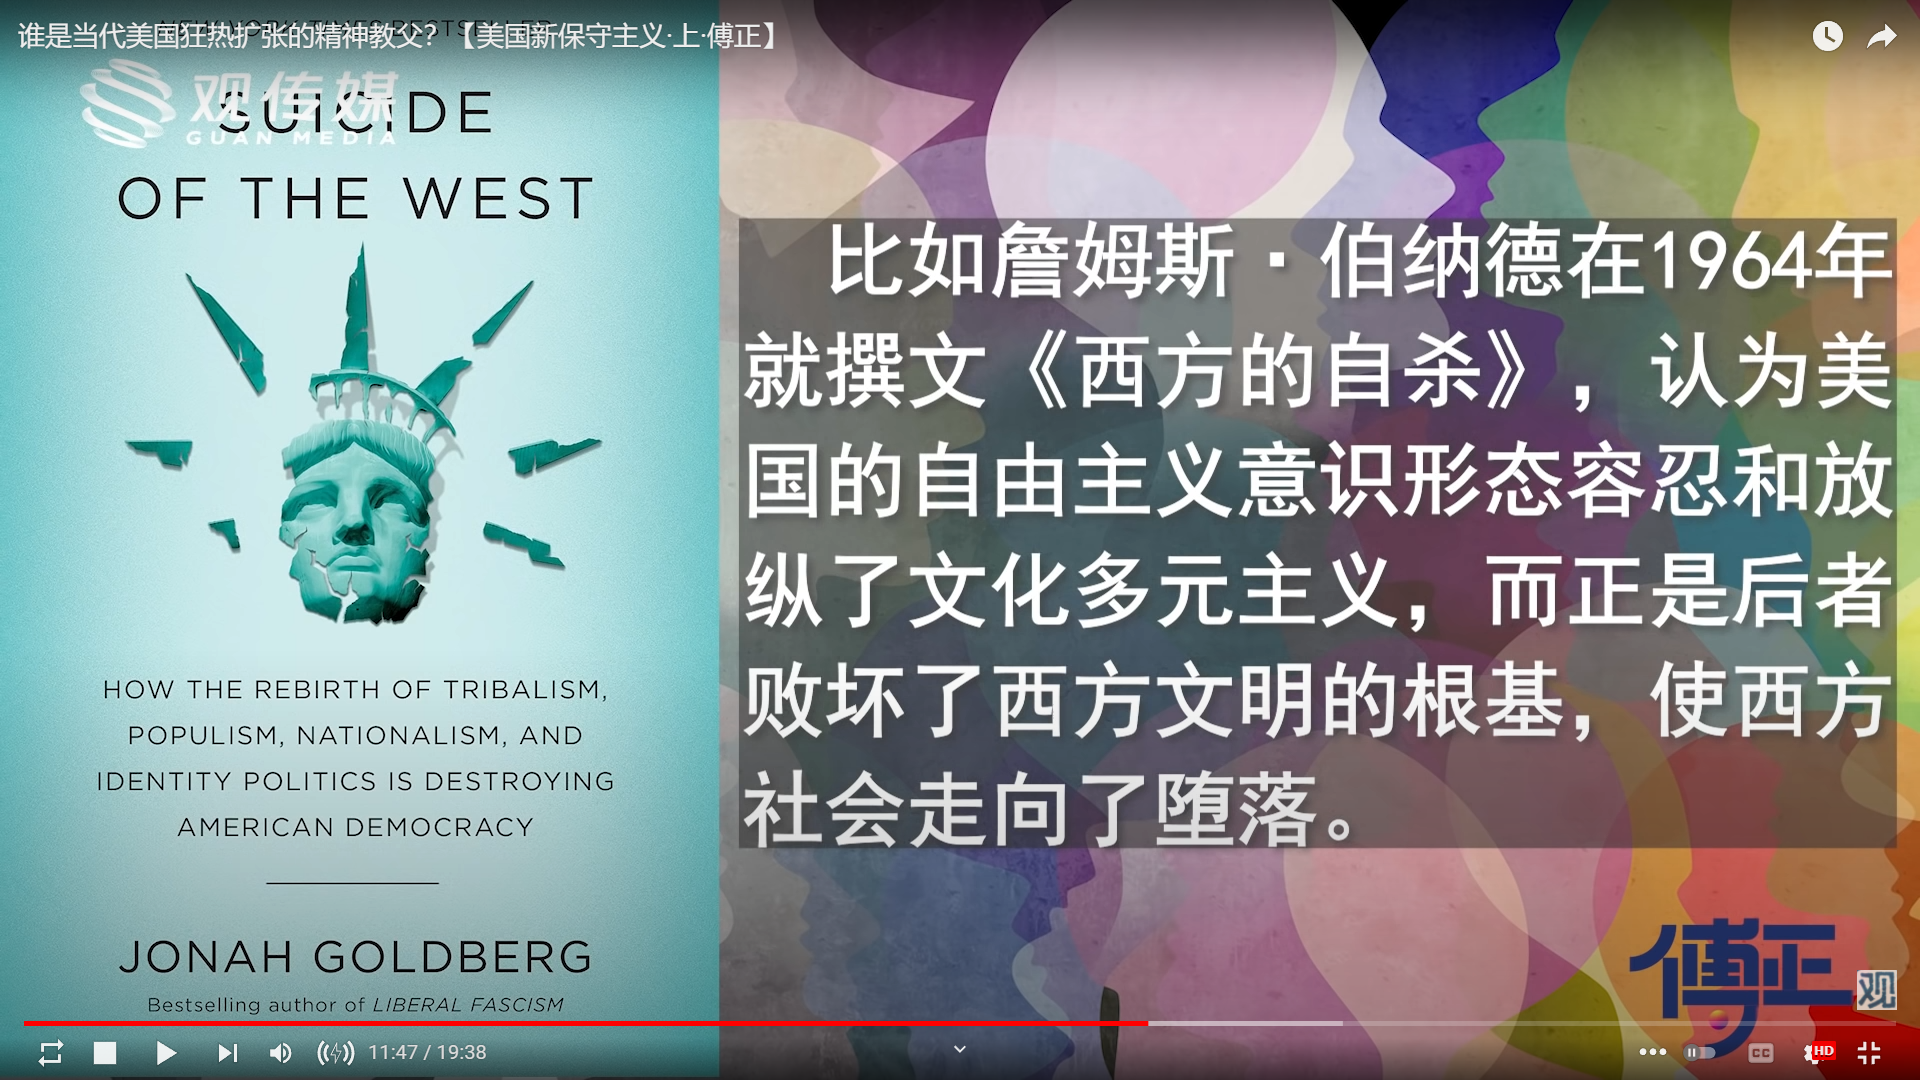 谁是当代美国狂热扩张的精神教父？【美国新保守主义·上·傅正】
NEW YORK TIMES BESTSELLER
观传媒
GUAN MEDIA
SUICIDE
OF THE WEST
HOW THE REBIRTH OF TRIBALISM,
POPULISM, NATIONALISM, AND
IDENTITY POLITICS IS DESTROYING
AMERICAN DEMOCRACY
JONAH GOLDBERG
Bestselling author of LIBERAL FASCISM
比如詹姆斯·伯纳德在1964年
就撰文《西方的自杀》，认为美
国的自由主义意识形态容忍和放
纵了文化多元主义，而正是后者
败坏了西方文明的根基，使西方
社会走向了堕落。
傅正
观
11:47 / 19:38
CC
HD